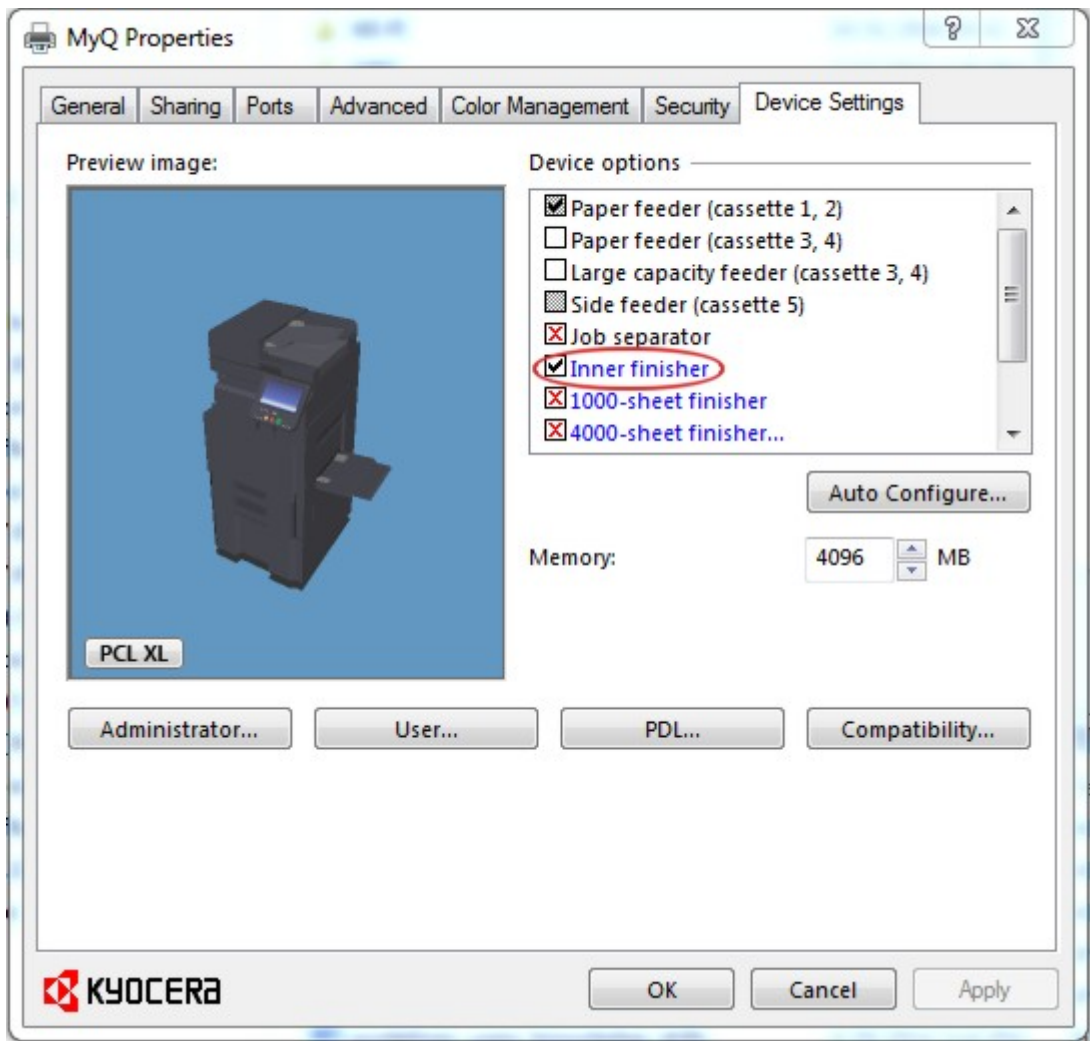 MyQ Properties
General Sharing Ports Advanced Color Management Security Device Settings
Preview image:
PCL XL
Device options
Paper feeder (cassette 1, 2)
Paper feeder (cassette 3, 4)
Large capacity feeder (cassette 3, 4)
Side feeder (cassette 5)
Job separator
Inner finisher
1000-sheet finisher
4000-sheet finisher...
Auto Configure...
Memory: 4096 MB
Administrator... User... PDL... Compatibility...
KYOCERA
OK Cancel Apply